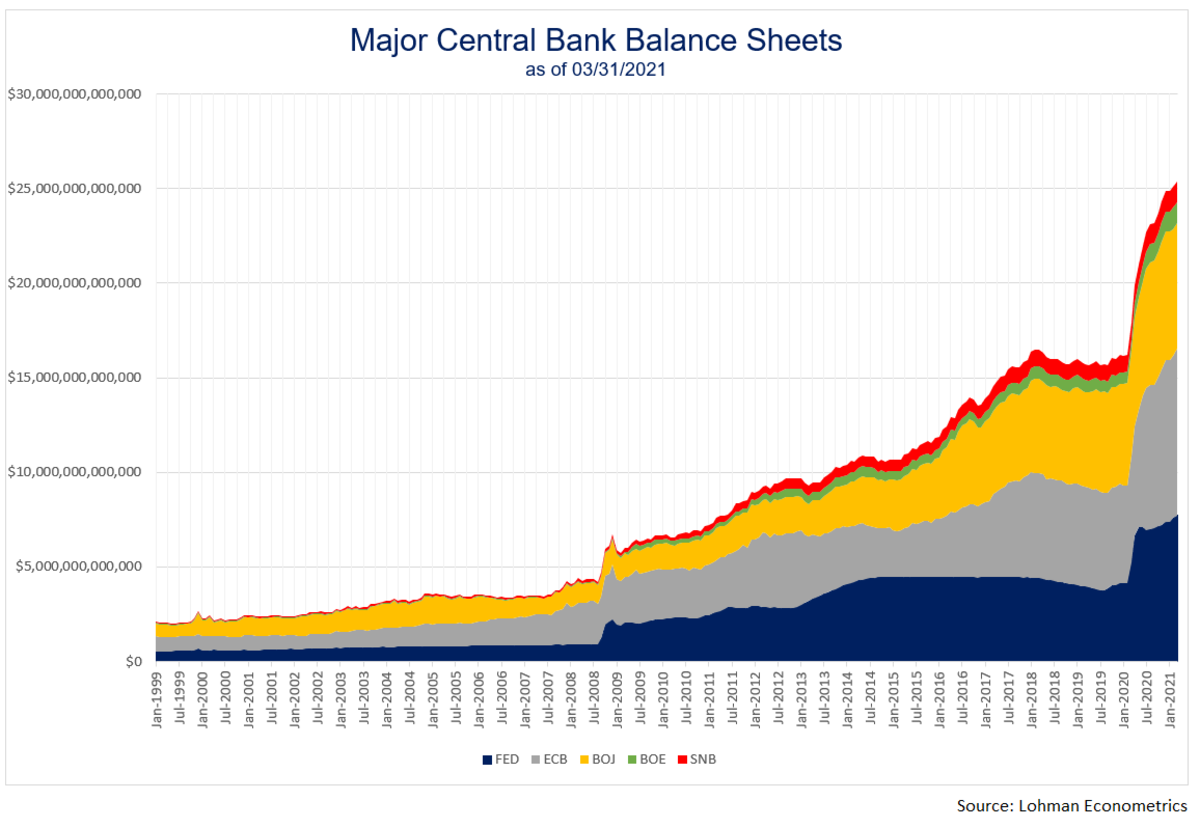 Major Central Bank Balance Sheets
as of 03/31/2021
$30,000,000,000,000
$25,000,000,000,000
$20,000,000,000,000
$15,000,000,000,000
$10,000,000,000,000
$5,000,000,000,000
$0
Jan-1999
Jul-1999
Jan-2000
Jul-2000
Jan-2001
Jul-2001
Jan-2002
Jul-2002
Jan-2003
Jul-2003
Jan-2004
Jul-2004
Jan-2005
Jul-2005
Jan-2006
Jul-2006
Jan-2007
Jul-2007
Jan-2008
Jul-2008
Jan-2009
Jul-2009
Jan-2010
Jul-2010
Jan-2011
Jul-2011
Jan-2012
Jul-2012
Jan-2013
Jul-2013
Jan-2014
Jul-2014
Jan-2015
Jul-2015
Jan-2016
Jul-2016
Jan-2017
Jul-2017
Jan-2018
Jul-2018
Jan-2019
Jul-2019
Jan-2020
Jul-2020
Jan-2021
FED ECB BOJ BOE SNB
Source: Lohman Econometrics